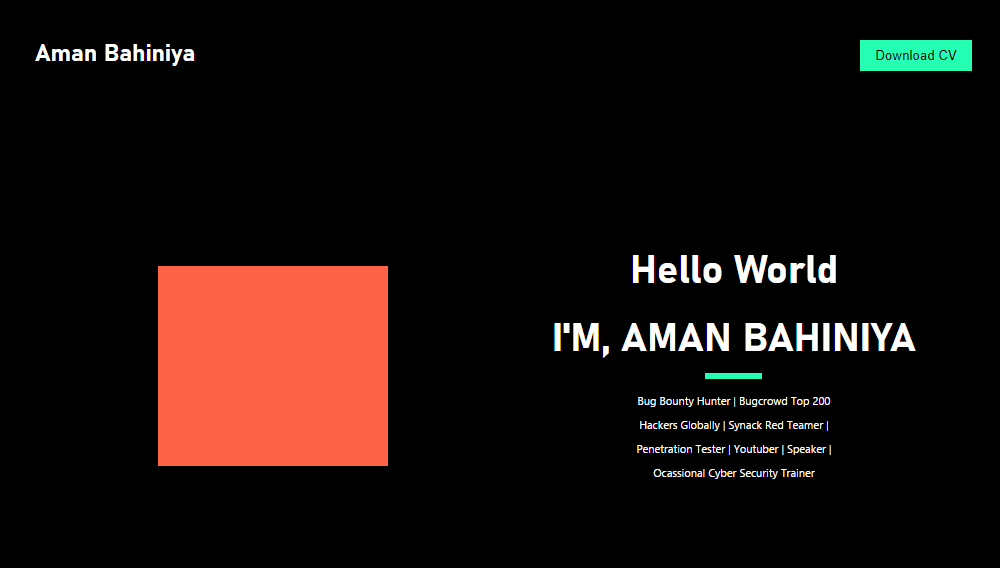 Aman Bahiniya
Download CV
Hello World
I'M, AMAN BAHINIYA
Bug Bounty Hunter | Bugcrowd Top 200
Hackers Globally | Synack Red Teamer |
Penetration Tester | Youtuber | Speaker |
Ocassional Cyber Security Trainer